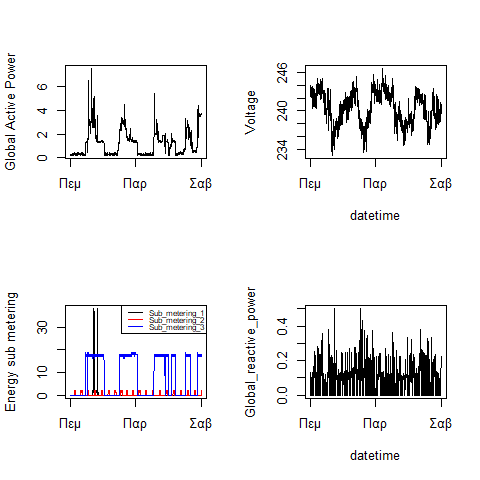 Global Active Power
0 2 4 6
Πεμ Παρ Σαβ
Voltage
234 240 246
Πεμ Παρ Σαβ
datetime
Energy sub metering
0 10 30
Sub_metering_1
Sub_metering_2
Sub_metering_3
Πεμ Παρ Σαβ
Global_reactive_power
0.0 0.2 0.4
Πεμ Παρ Σαβ
datetime